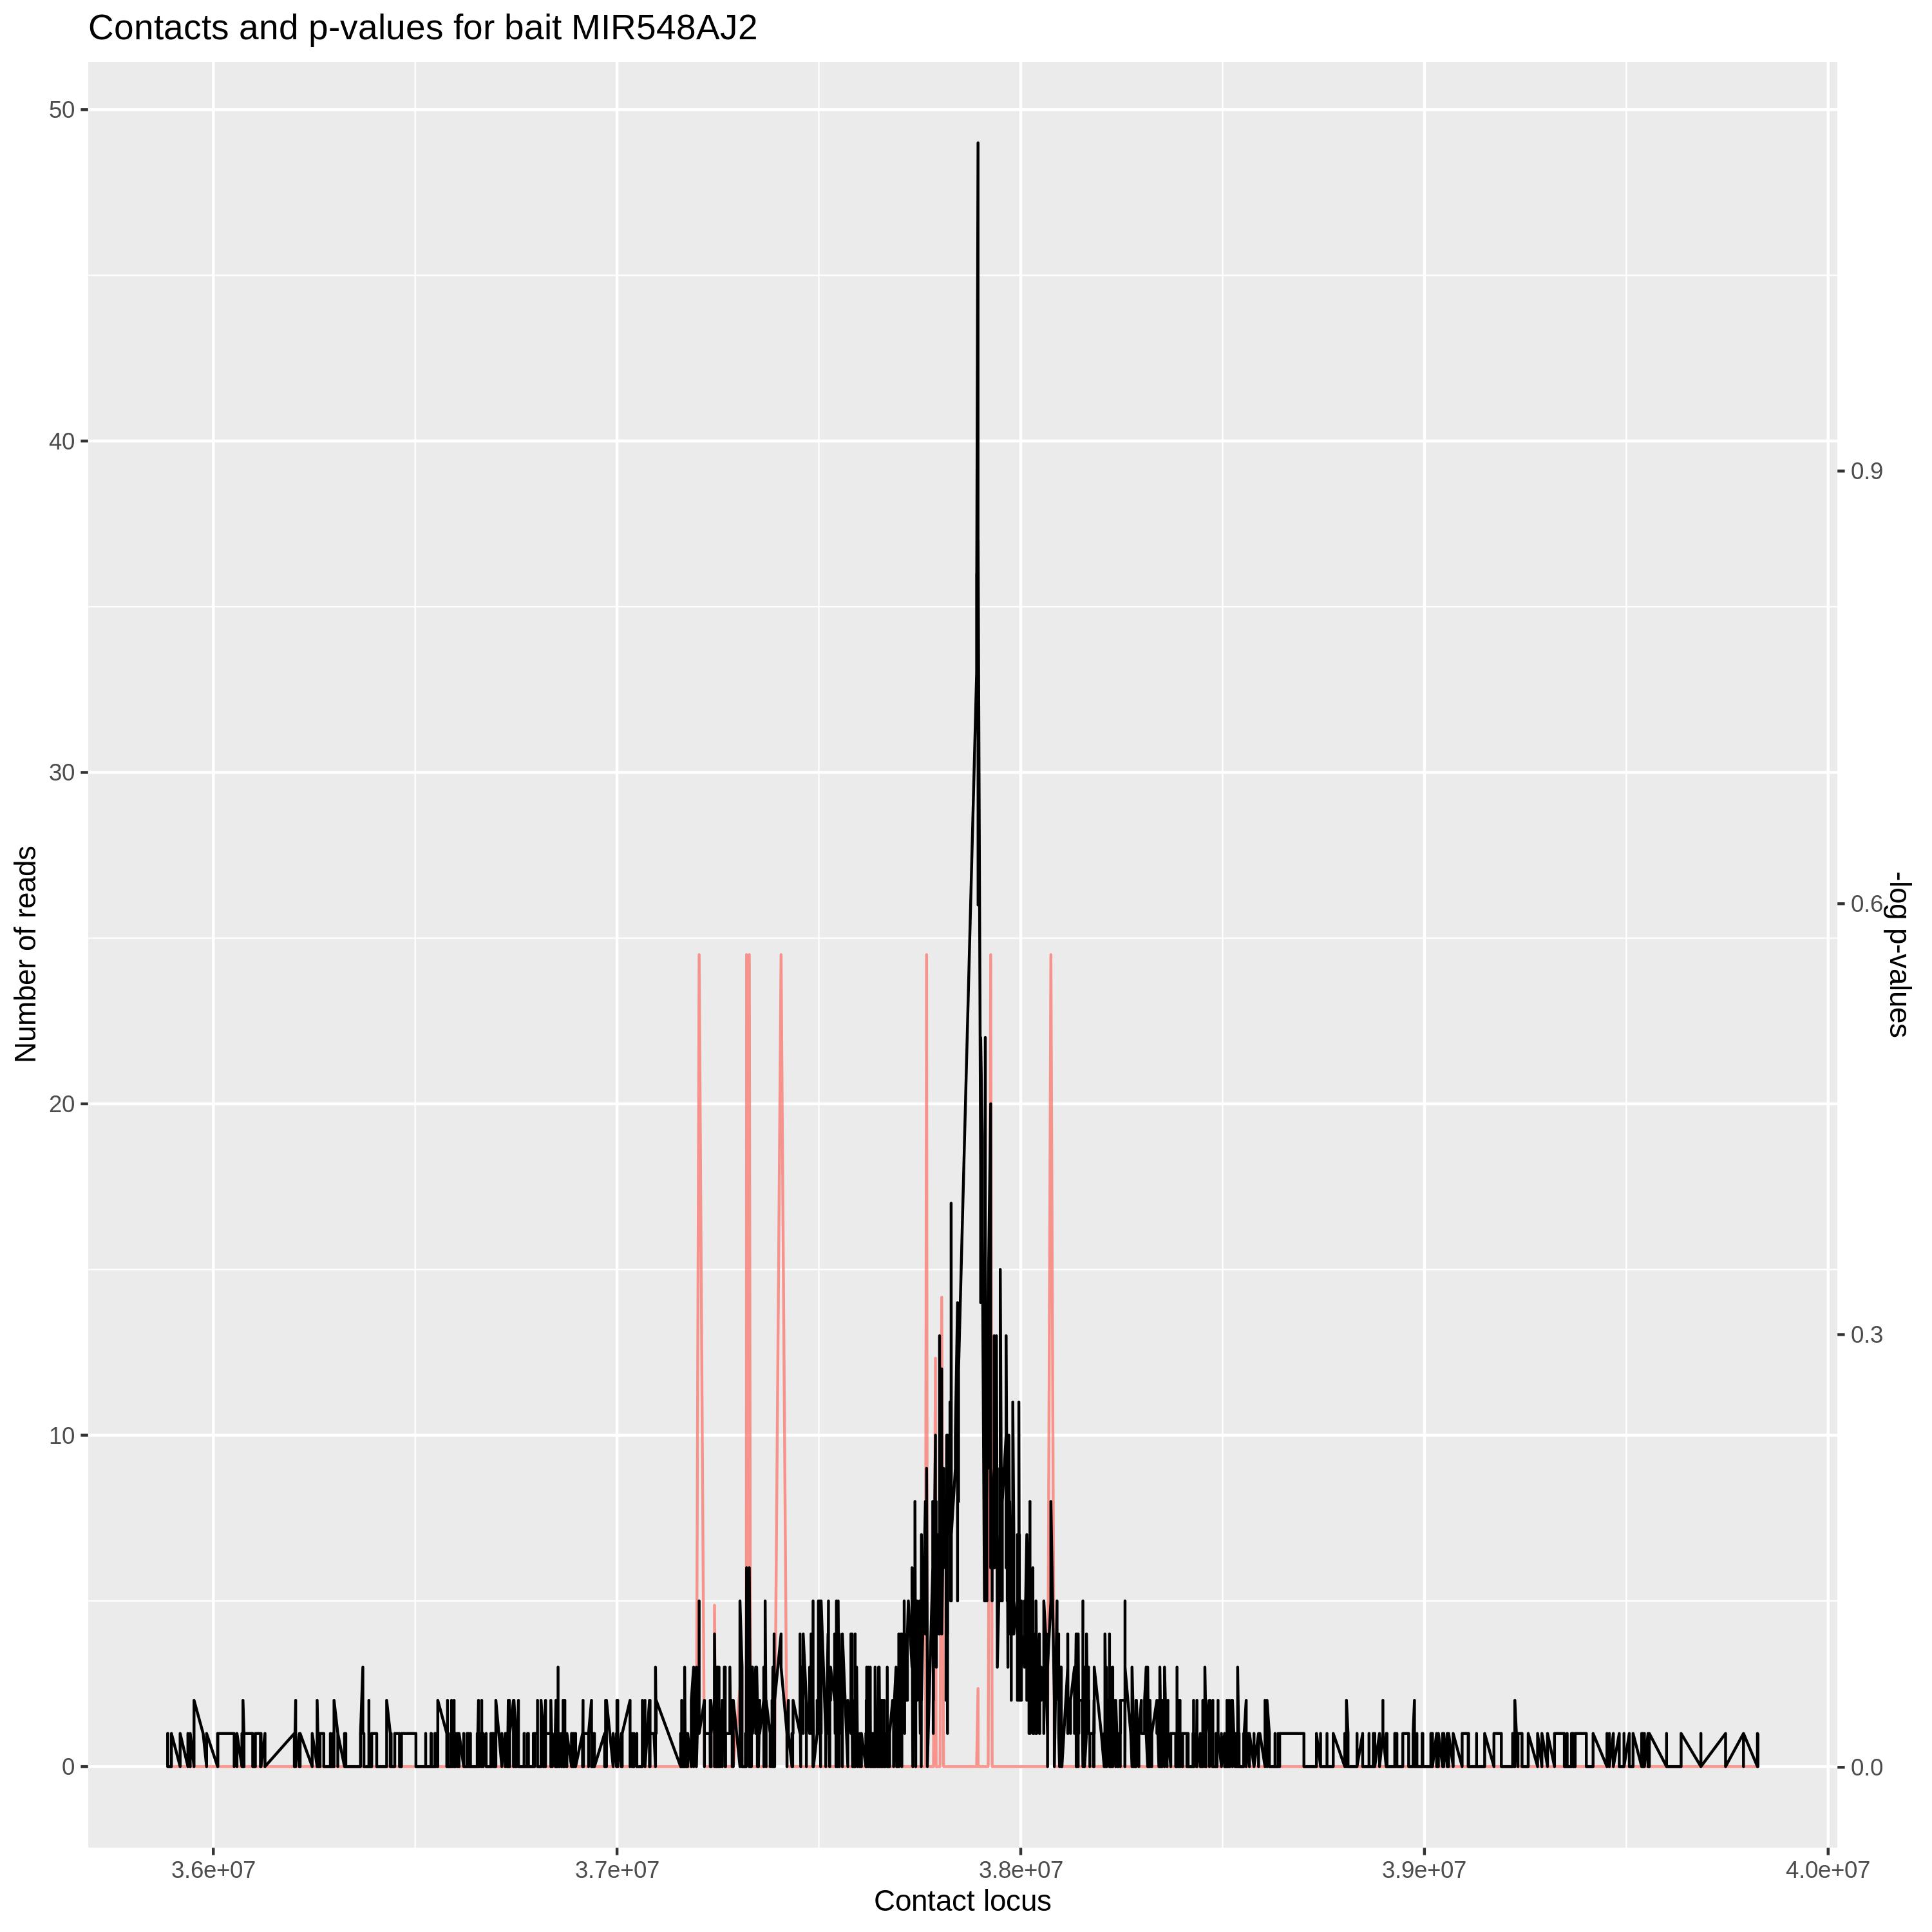 Contacts and p-values for bait MIR548AJ2
50
40
30
20
10
0
Number of reads
0.9
0.6
0.3
0.0
-log p-values
3.6e+07
3.7e+07
3.8e+07
3.9e+07
4.0e+07
Contact locus